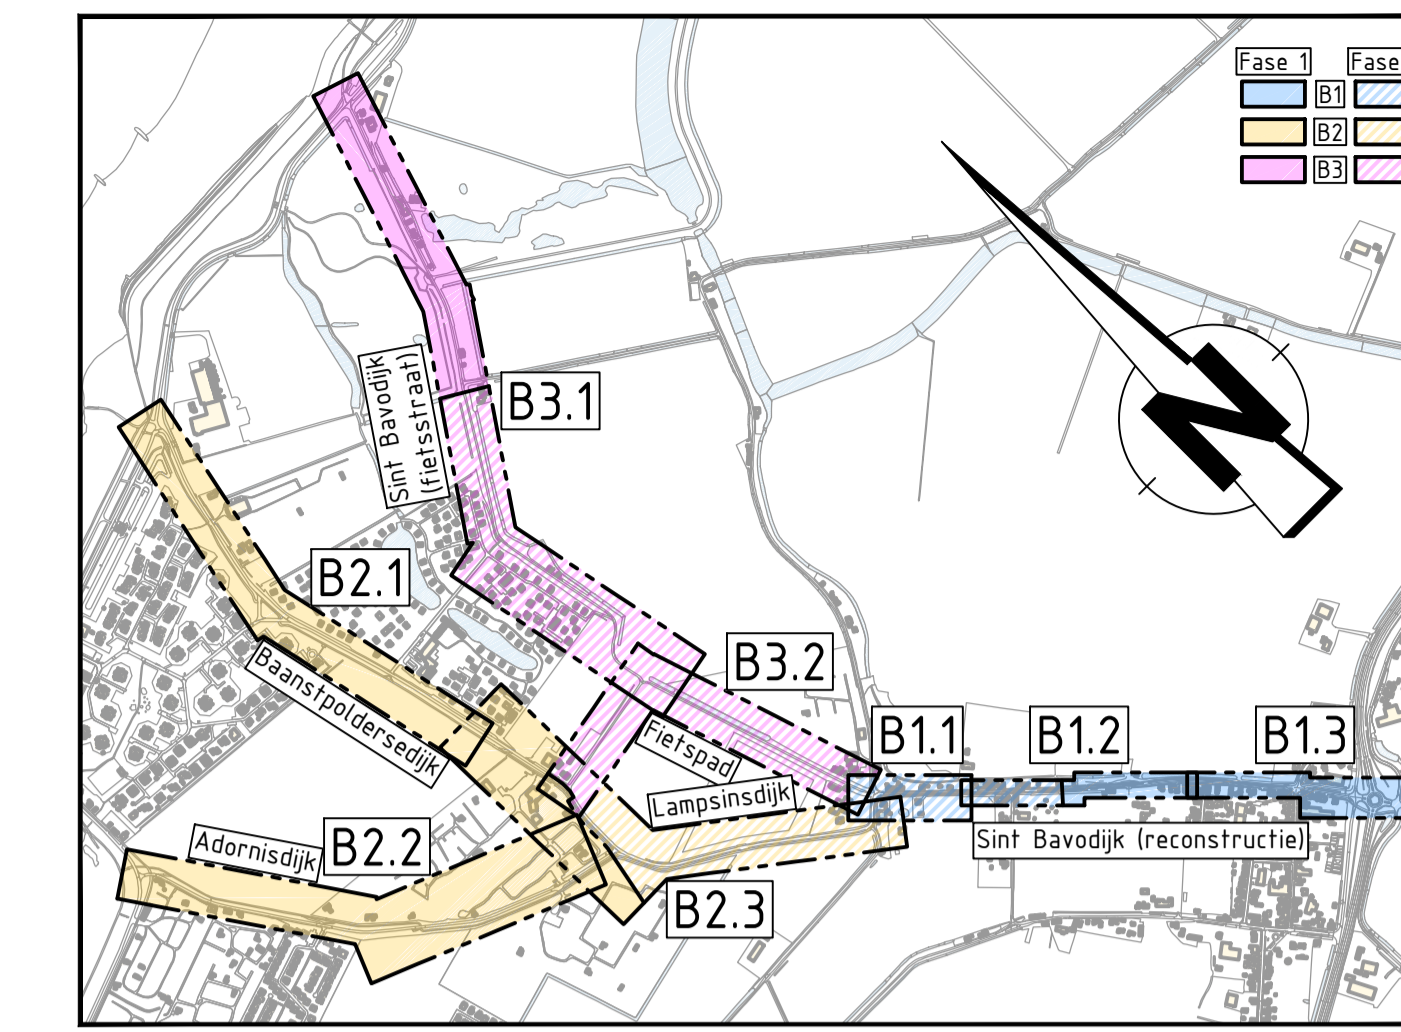 Fase 1
Fase
B1
B2
B3
Sint Bavodijk
(fietsstraat)
B3.1
B2.1
Baanstpoldersedijk
B3.2
Fietspad
Lampsinsdijk
B1.1
B1.2
B1.3
Sint Bavodijk (reconstructie)
Adornisdijk
B2.2
B2.3
N